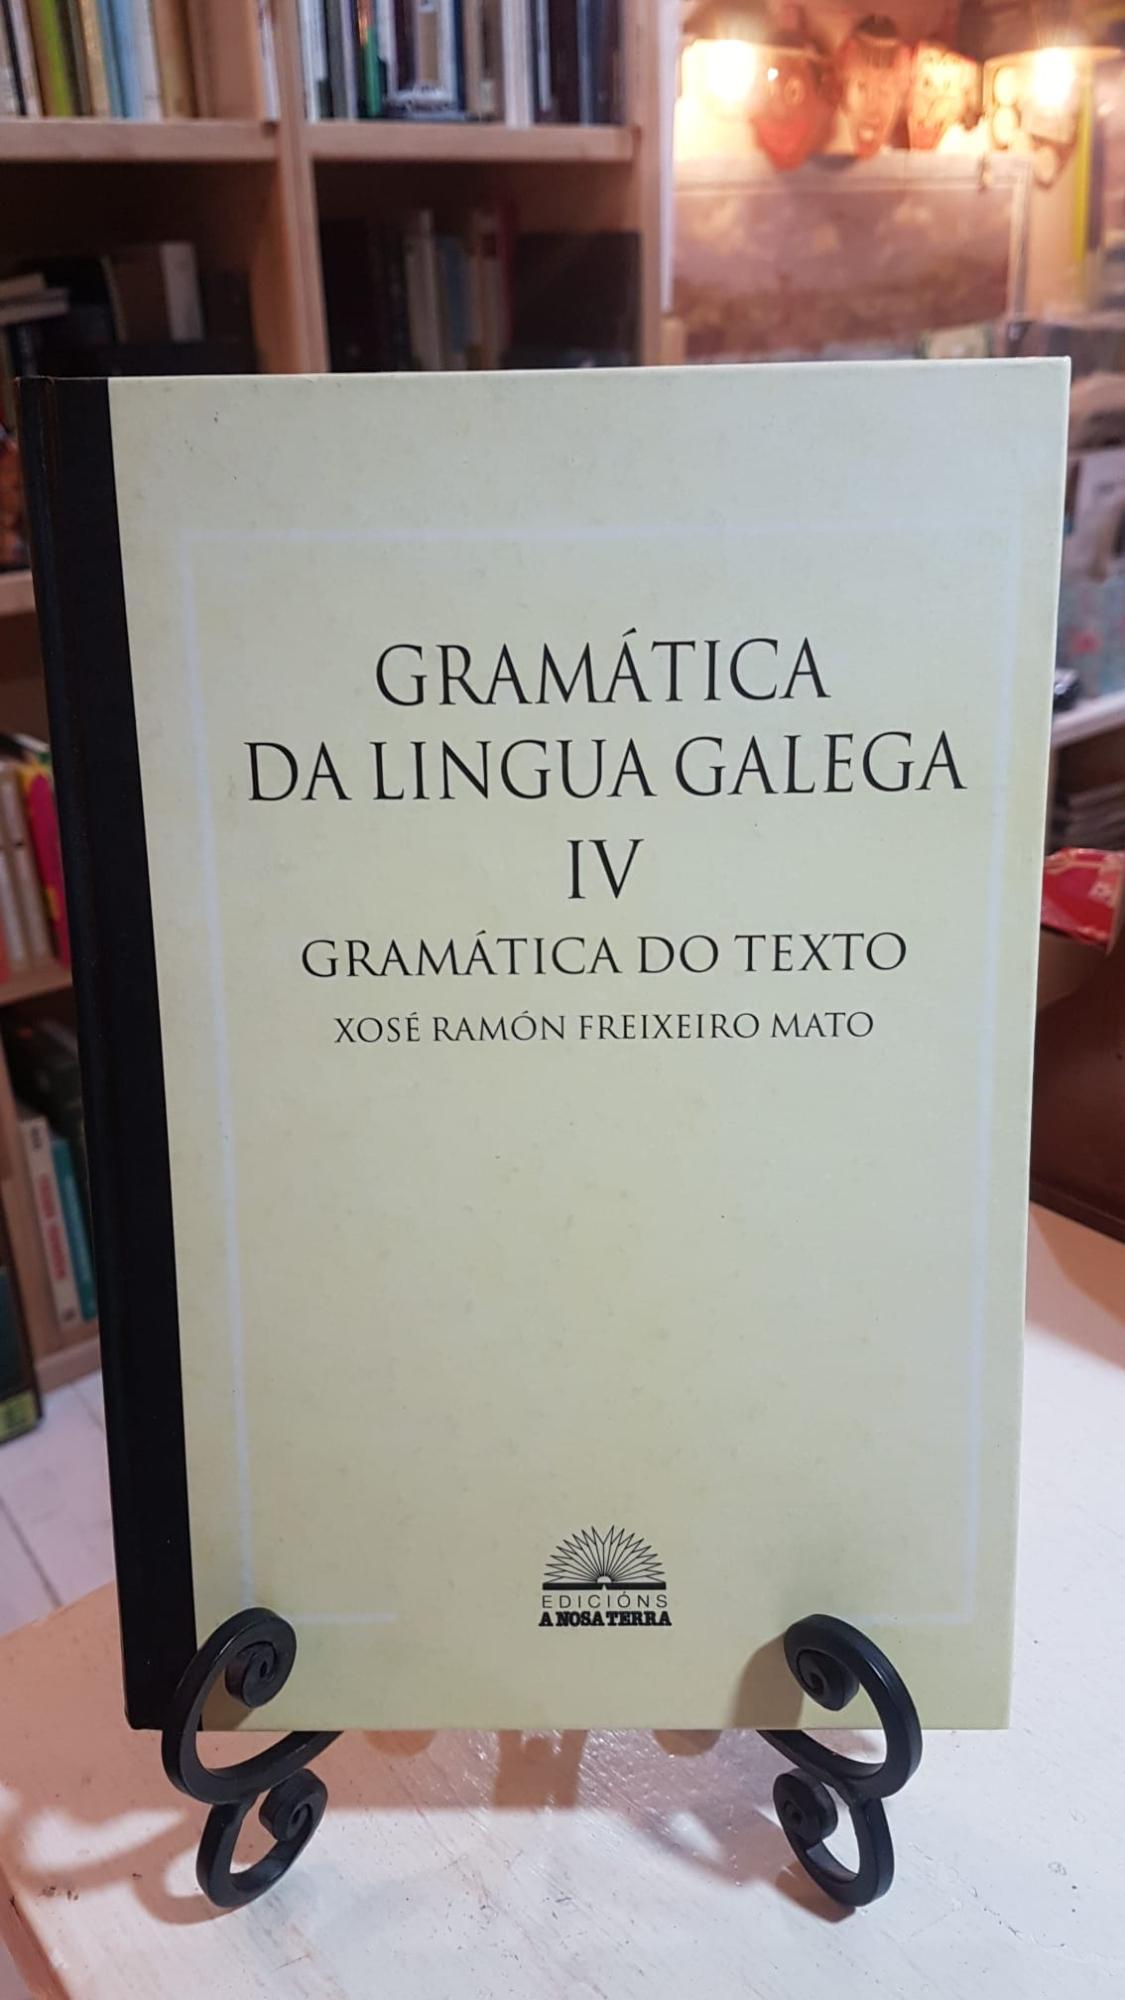 GRAMÁTICA
DA LINGUA GALEGA
IV
GRAMÁTICA DO TEXTO
XOSÉ RAMÓN FREIXEIRO MATO
EDICIÓNS
A NOSA TERRA